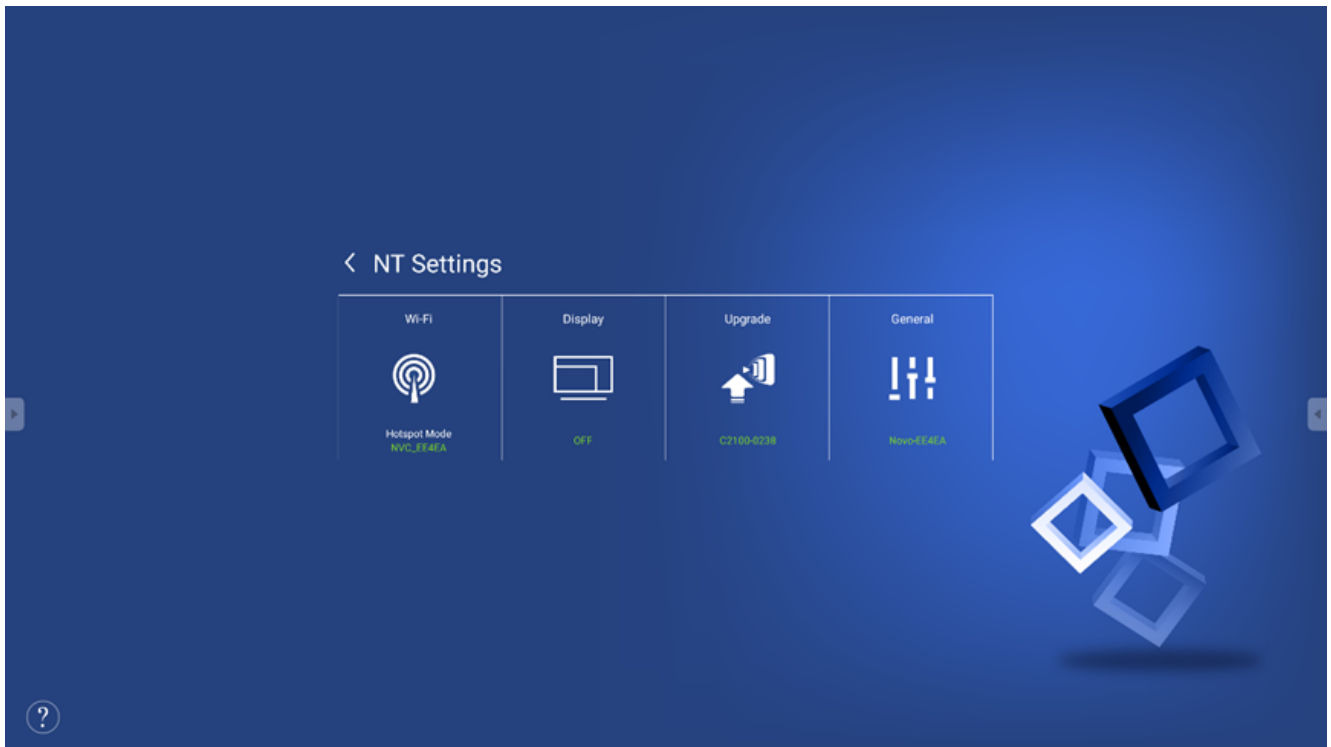 NT Settings
Wi-Fi
Hotspot Mode
NVC_EE4EA
Display
OFF
Upgrade
C2100-0238
General
Novo-EE4EA
?